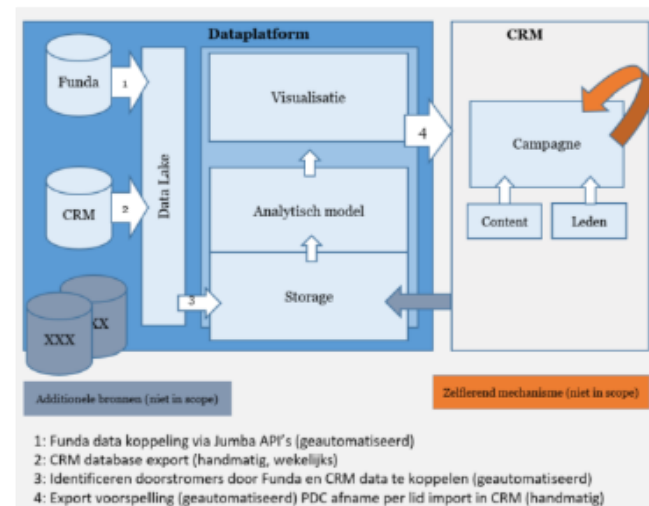 Dataplatform
CRM
Funda
1
Visualisatie
4
Campagne
Data Lake
CRM
2
Analytisch model
Content
Leden
3
Storage
XXX
XX
Additionele bronnen (niet in scope)
Zelflerend mechanisme (niet in scope)
1: Funda data koppeling via Jumba API's (geautomatiseerd)
2: CRM database export (handmatig, wekelijks)
3: Identificeren doorstromers door Funda en CRM data te koppelen (geautomatiseerd)
4: Export voorspelling (geautomatiseerd) PDC afname per lid import in CRM (handmatig)